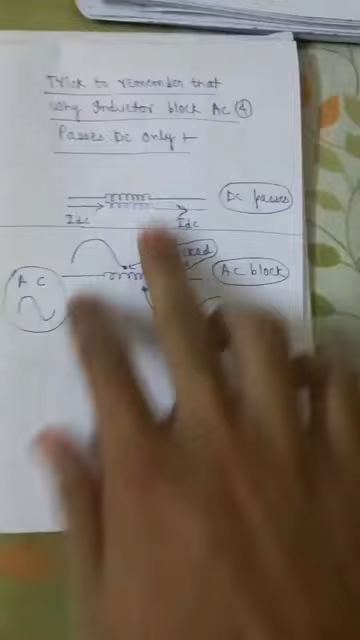 Trick to remember that
why Inductor block AC &
Passes DC only :-
DC passes
Idc
Idc
AC
AC block